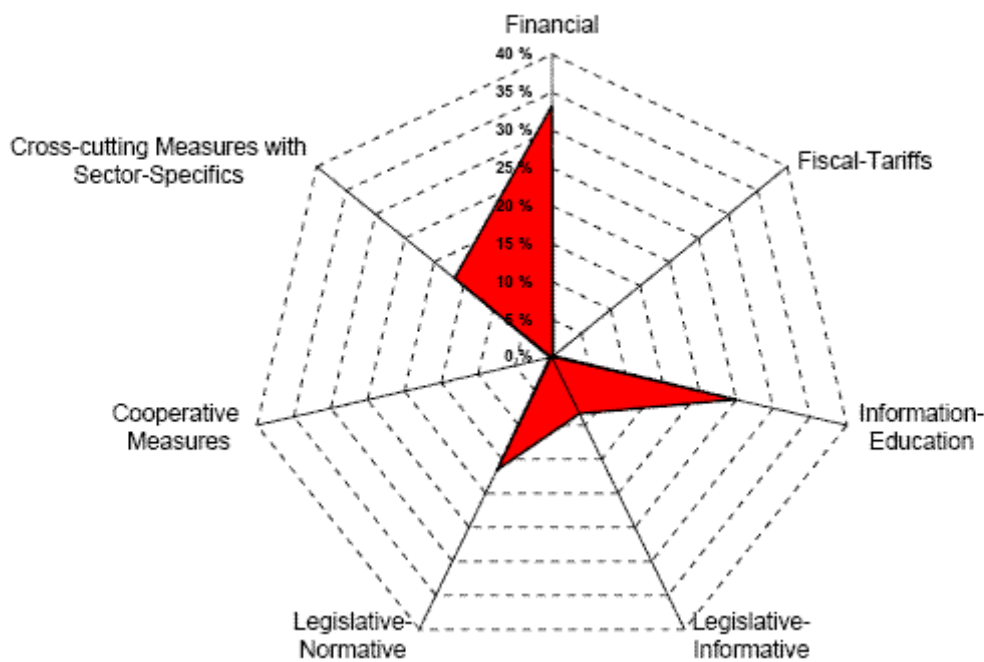 Financial
40 %
35 %
30 %
25 %
20 %
15 %
10 %
5 %
0 %
Cross-cutting Measures with
Sector-Specifics
Fiscal-Tariffs
Cooperative
Measures
Information-
Education
Legislative-
Normative
Legislative-
Informative